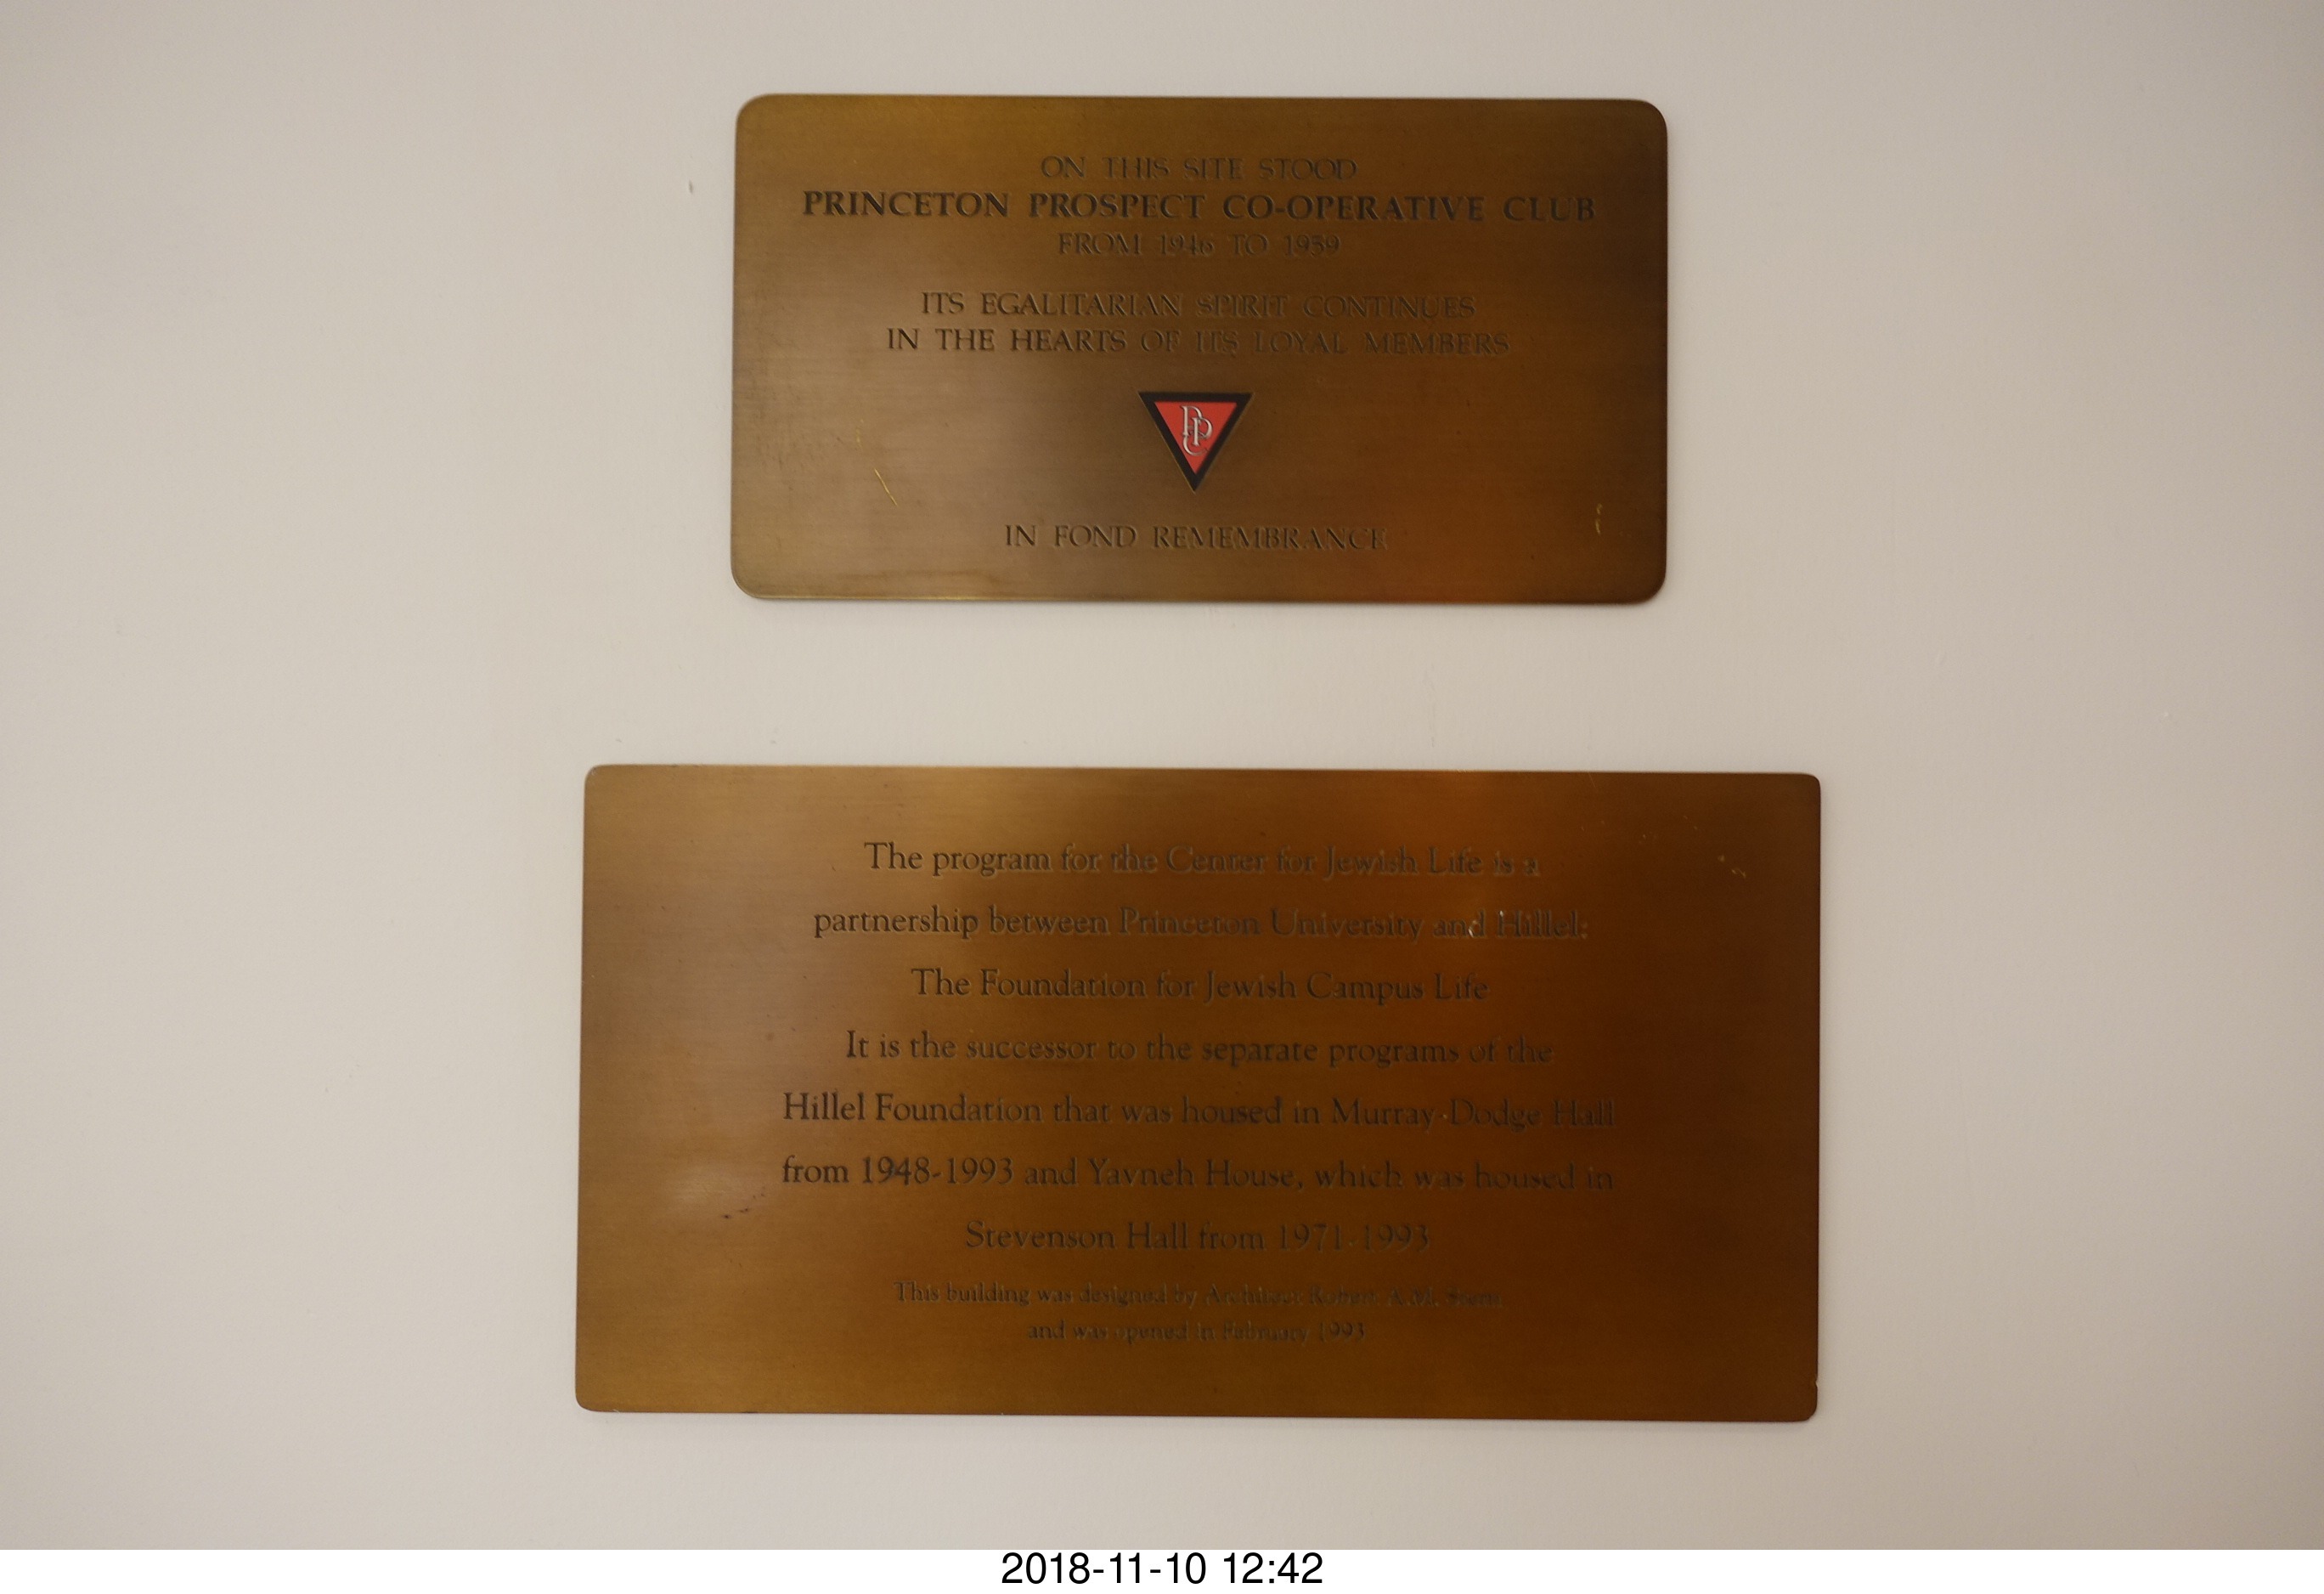 ON THIS SITE STOOD
PRINCETON PROSPECT CO-OPERATIVE CLUB
FROM 1946 TO 1959
ITS EGALITARIAN SPIRIT CONTINUES
IN THE HEARTS OF ITS LOYAL MEMBERS
PPC
IN FOND REMEMBRANCE
The program for the Center for Jewish Life is a
partnership between Princeton University and Hillel:
The Foundation for Jewish Campus Life
It is the successor to the separate programs of the
Hillel Foundation that was housed in Murray-Dodge Hall
from 1948-1993 and Yavneh House, which was housed in
Stevenson Hall from 1971-1993
This building was designed by Architect Robert A.M. Stern
and was opened in February 1993
2018-11-10 12:42